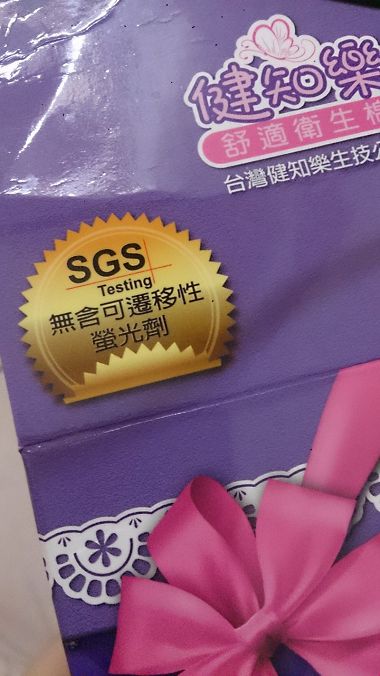 健知樂
舒適衛生棉
台灣健知樂生技公
SGS
Testing
無含可遷移性
螢光劑